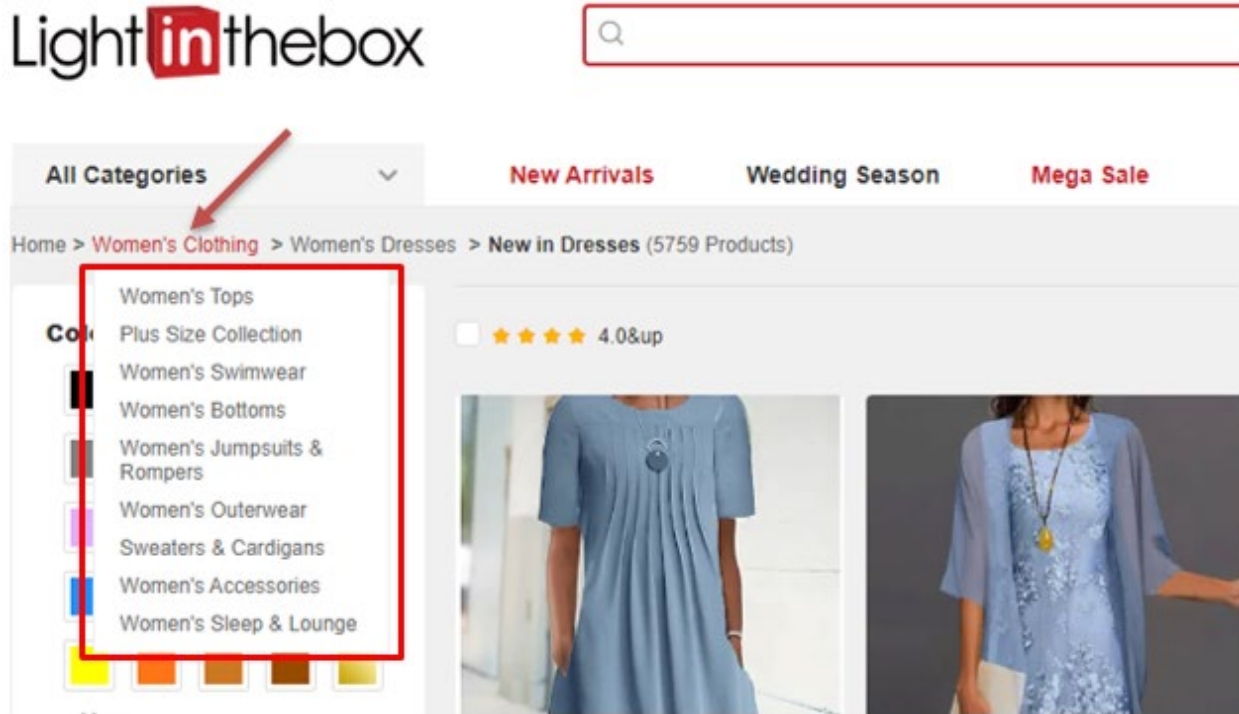 Lightinthebox
All Categories
New Arrivals
Wedding Season
Mega Sale
Home > Women's Clothing > Women's Dresses > New in Dresses (5759 Products)
Women's Tops
Plus Size Collection
Women's Swimwear
Women's Bottoms
Women's Jumpsuits &
Rompers
Women's Outerwear
Sweaters & Cardigans
Women's Accessories
Women's Sleep & Lounge
4.0&up